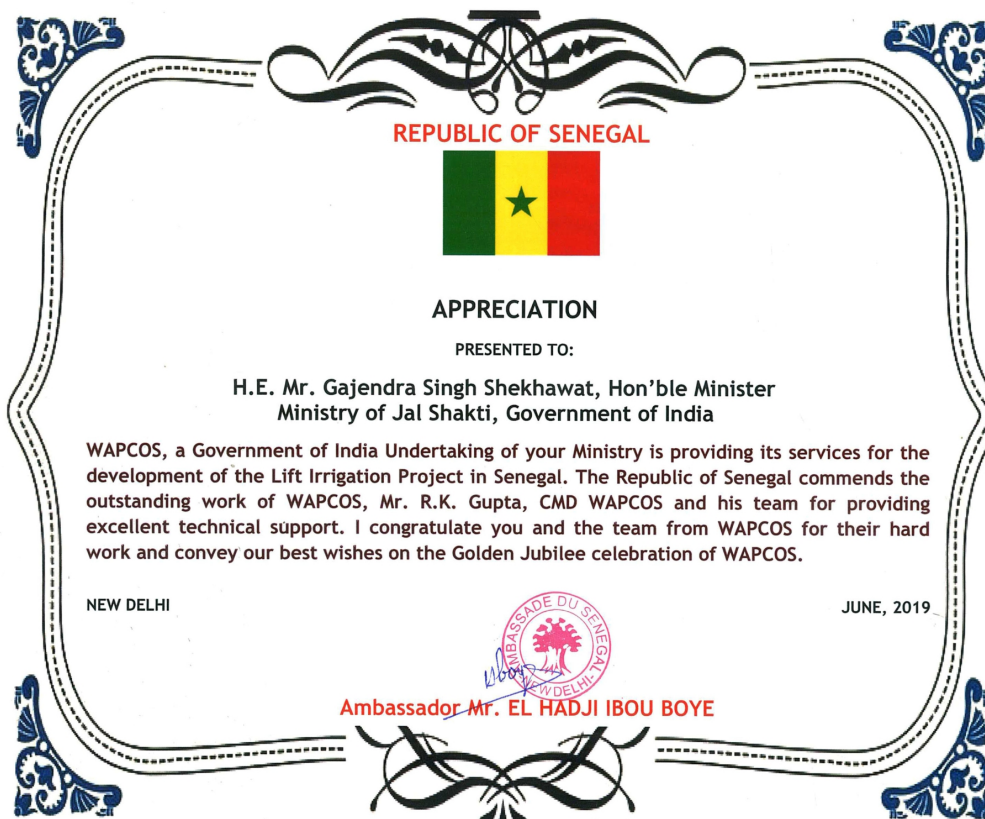 REPUBLIC OF SENEGAL
APPRECIATION
PRESENTED TO:
H.E. Mr. Gajendra Singh Shekhawat, Hon'ble Minister
Ministry of Jal Shakti, Government of India
WAPCOS, a Government of India Undertaking of your Ministry is providing its services for the
development of the Lift Irrigation Project in Senegal. The Republic of Senegal commends the
outstanding work of WAPCOS, Mr. R.K. Gupta, CMD WAPCOS and his team for providing
excellent technical support. I congratulate you and the team from WAPCOS for their hard
work and convey our best wishes on the Golden Jubilee celebration of WAPCOS.
NEW DELHI
JUNE, 2019
AMBASSADE DU SENEGAL
NEW DELHI
Ambassador Mr. EL HADJI IBOU BOYE